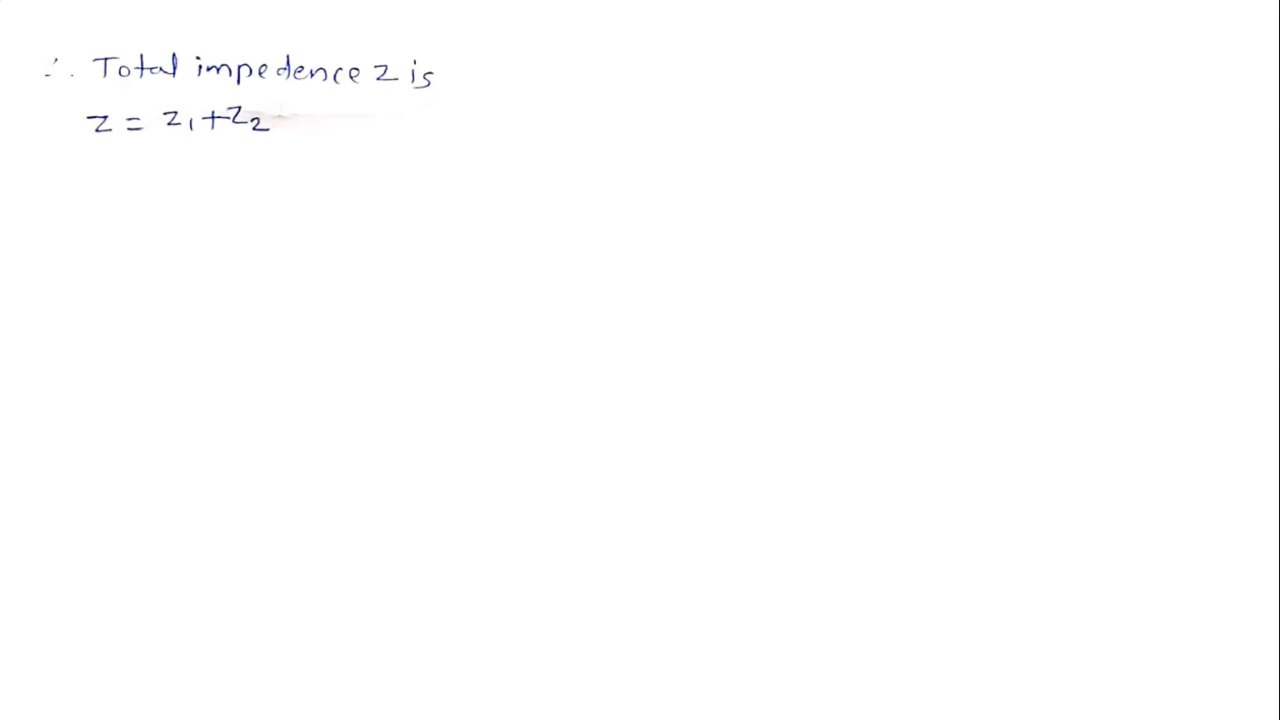 ∴ Total impedence z is
z = z₁+z₂